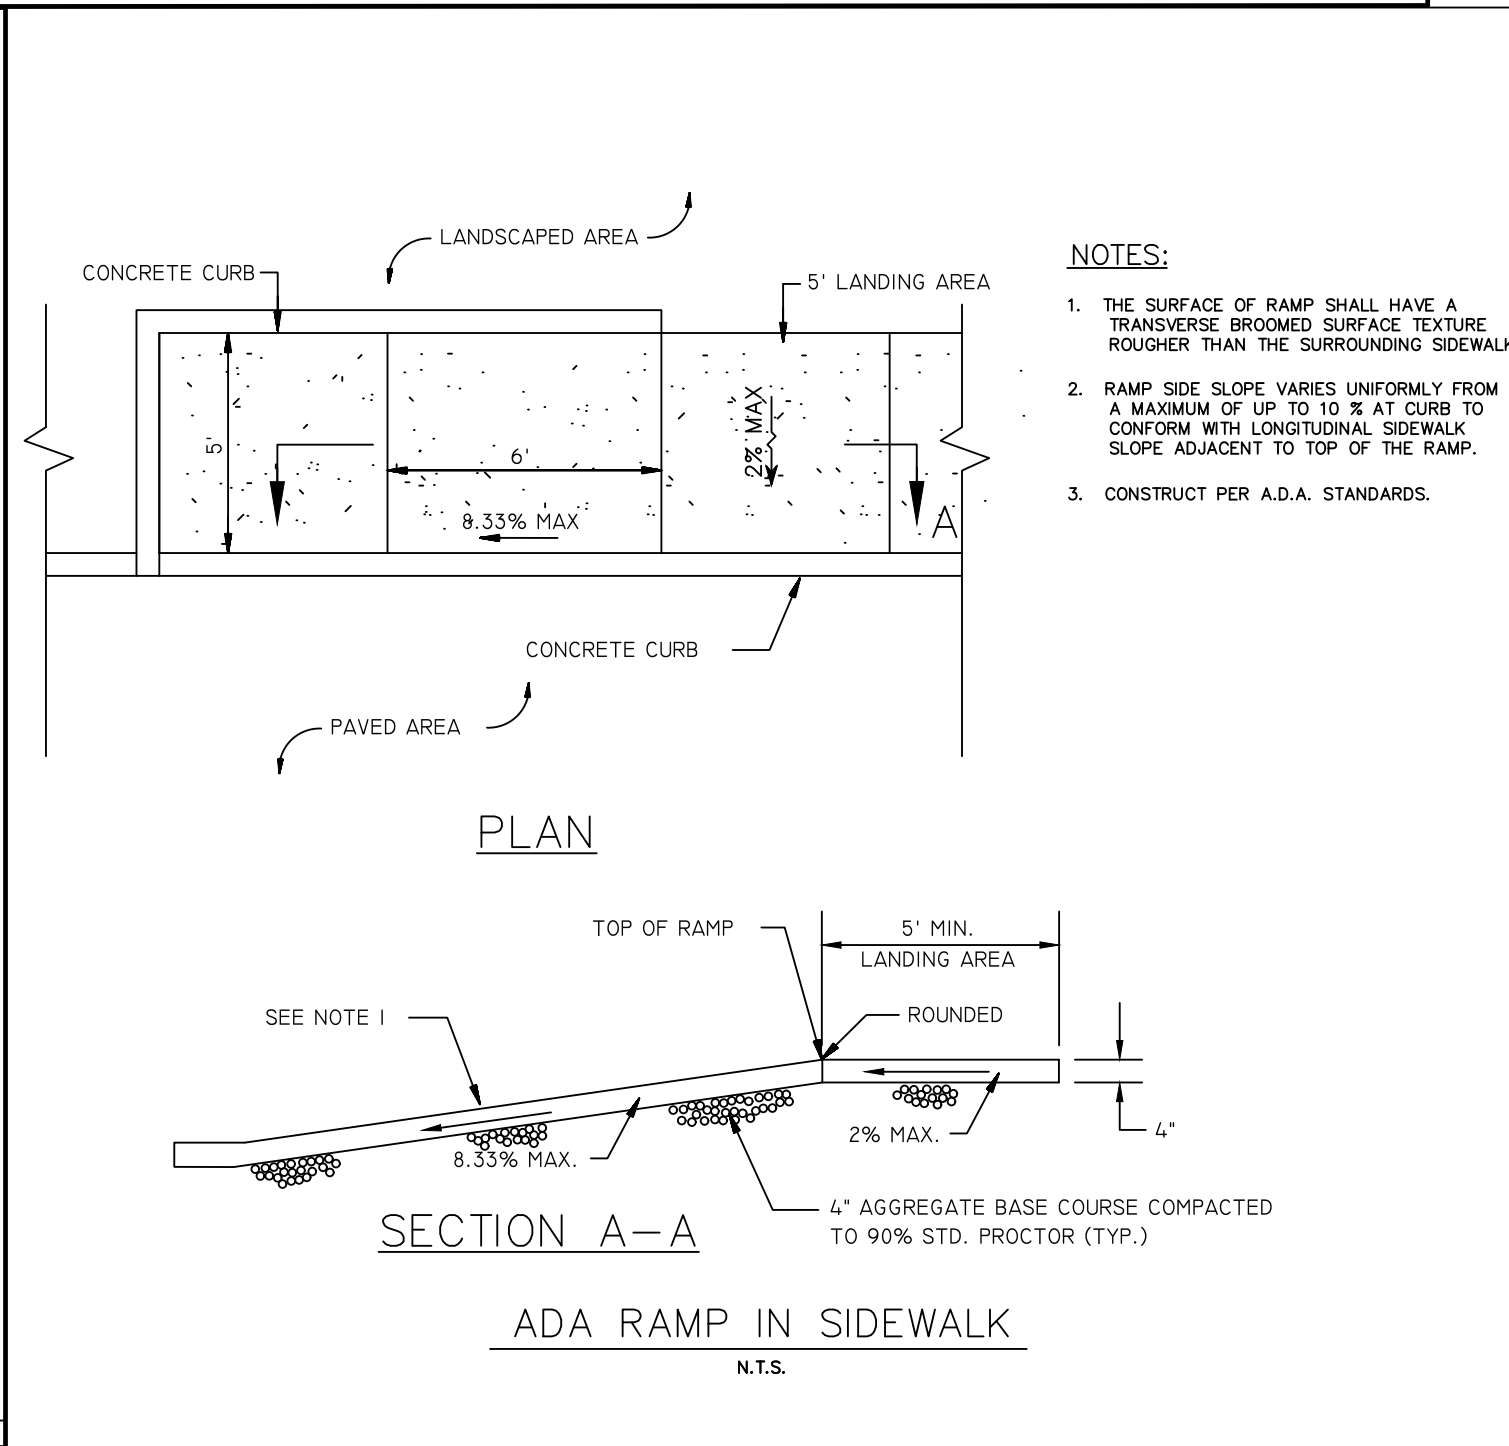 LANDSCAPED AREA
CONCRETE CURB
5' LANDING AREA
5'
6'
2% MAX
8.33% MAX
A
CONCRETE CURB
PAVED AREA
PLAN
NOTES:
1. THE SURFACE OF RAMP SHALL HAVE A
TRANSVERSE BROOMED SURFACE TEXTURE
ROUGHER THAN THE SURROUNDING SIDEWALK
2. RAMP SIDE SLOPE VARIES UNIFORMLY FROM
A MAXIMUM OF UP TO 10 % AT CURB TO
CONFORM WITH LONGITUDINAL SIDEWALK
SLOPE ADJACENT TO TOP OF THE RAMP.
3. CONSTRUCT PER A.D.A. STANDARDS.
TOP OF RAMP
5' MIN.
LANDING AREA
SEE NOTE 1
ROUNDED
2% MAX.
4"
8.33% MAX.
4" AGGREGATE BASE COURSE COMPACTED
TO 90% STD. PROCTOR (TYP.)
SECTION A-A
ADA RAMP IN SIDEWALK
N.T.S.